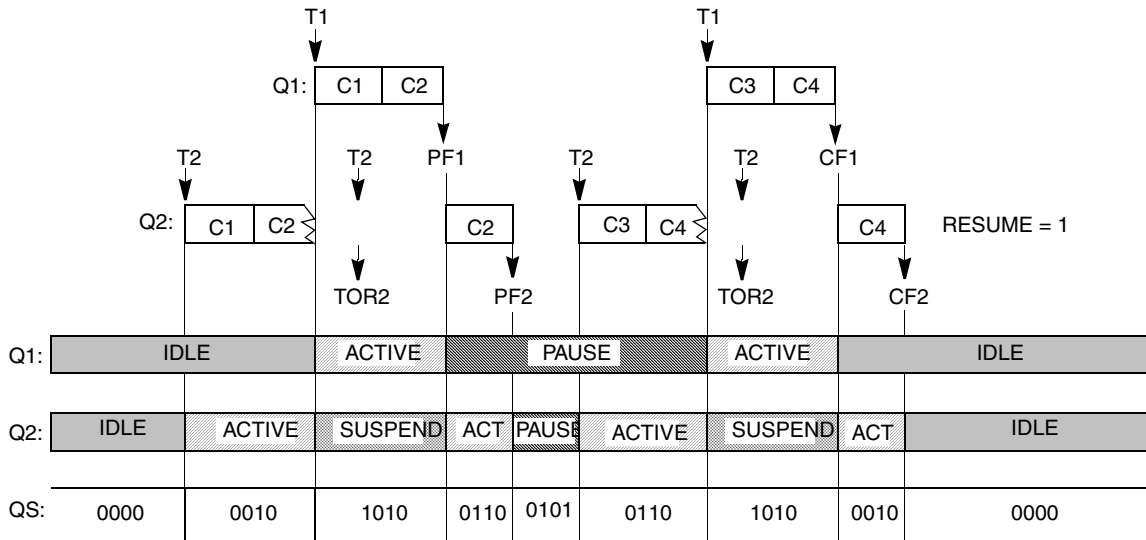 T1 T1
Q1: C1 C2 C3 C4
T2 T2 PF1 T2 T2 CF1
Q2: C1 C2 C2 C3 C4 C4 RESUME = 1
TOR2 PF2 TOR2 CF2
Q1: IDLE ACTIVE PAUSE ACTIVE IDLE
Q2: IDLE ACTIVE SUSPEND ACT PAUSE ACTIVE SUSPEND ACT IDLE
QS: 0000 0010 1010 0110 0101 0110 1010 0010 0000